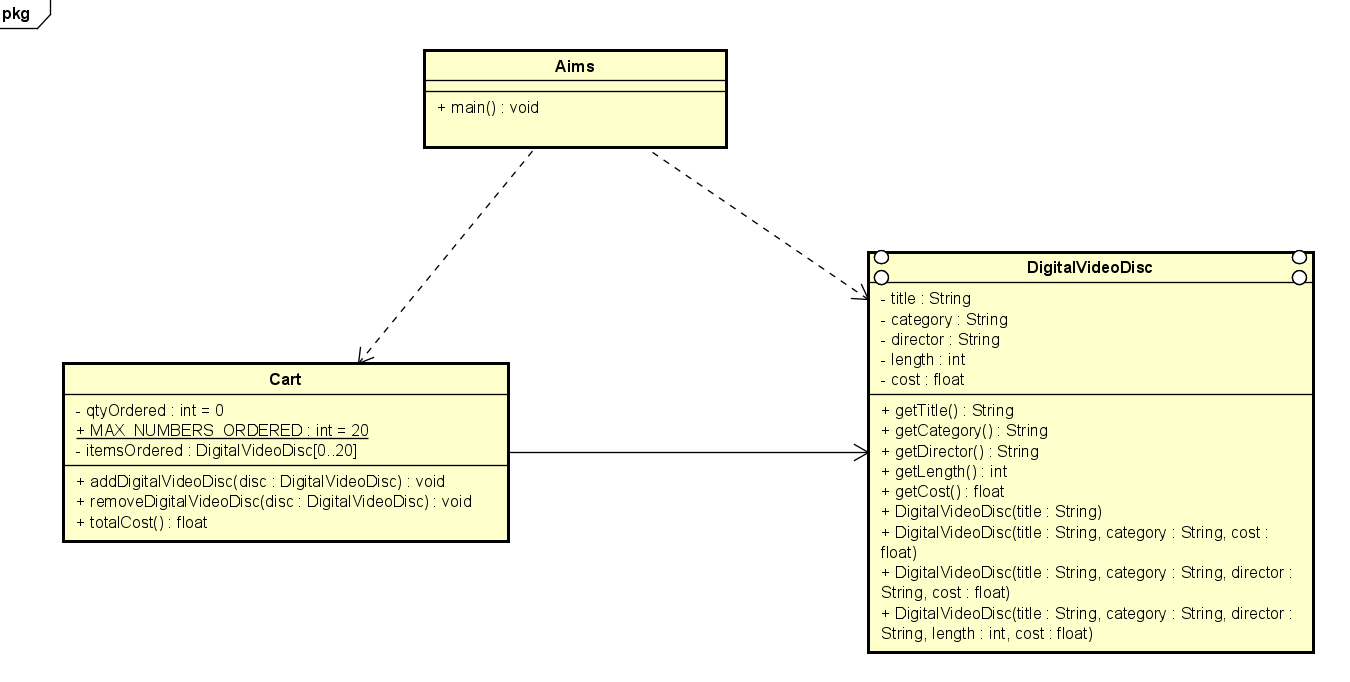 pkg
Aims
+ main() : void
DigitalVideoDisc
- title : String
- category : String
- director : String
- length : int
- cost : float
+ getTitle() : String
+ getCategory() : String
+ getDirector() : String
+ getLength() : int
+ getCost() : float
+ DigitalVideoDisc(title : String)
+ DigitalVideoDisc(title : String, category : String, cost :
float)
+ DigitalVideoDisc(title : String, category : String, director :
String, cost : float)
+ DigitalVideoDisc(title : String, category : String, director :
String, length : int, cost : float)
Cart
- qtyOrdered : int = 0
+ MAX_NUMBERS_ORDERED : int = 20
- itemsOrdered : DigitalVideoDisc[0..20]
+ addDigitalVideoDisc(disc : DigitalVideoDisc) : void
+ removeDigitalVideoDisc(disc : DigitalVideoDisc) : void
+ totalCost() : float